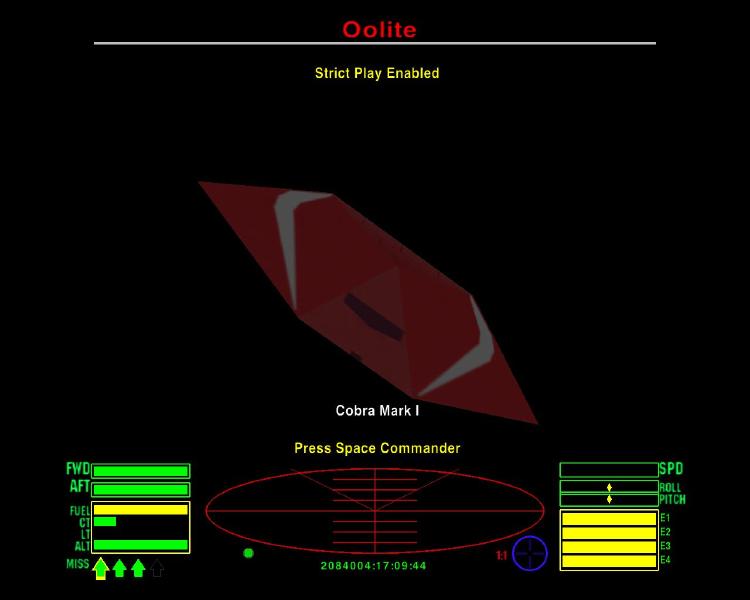 Oolite
Strict Play Enabled
Cobra Mark I
Press Space Commander
FWD
AFT
FUEL
CT
LT
ALT
MISS
2084004:17:09:44
1:1
SPD
ROLL
PITCH
E1
E2
E3
E4